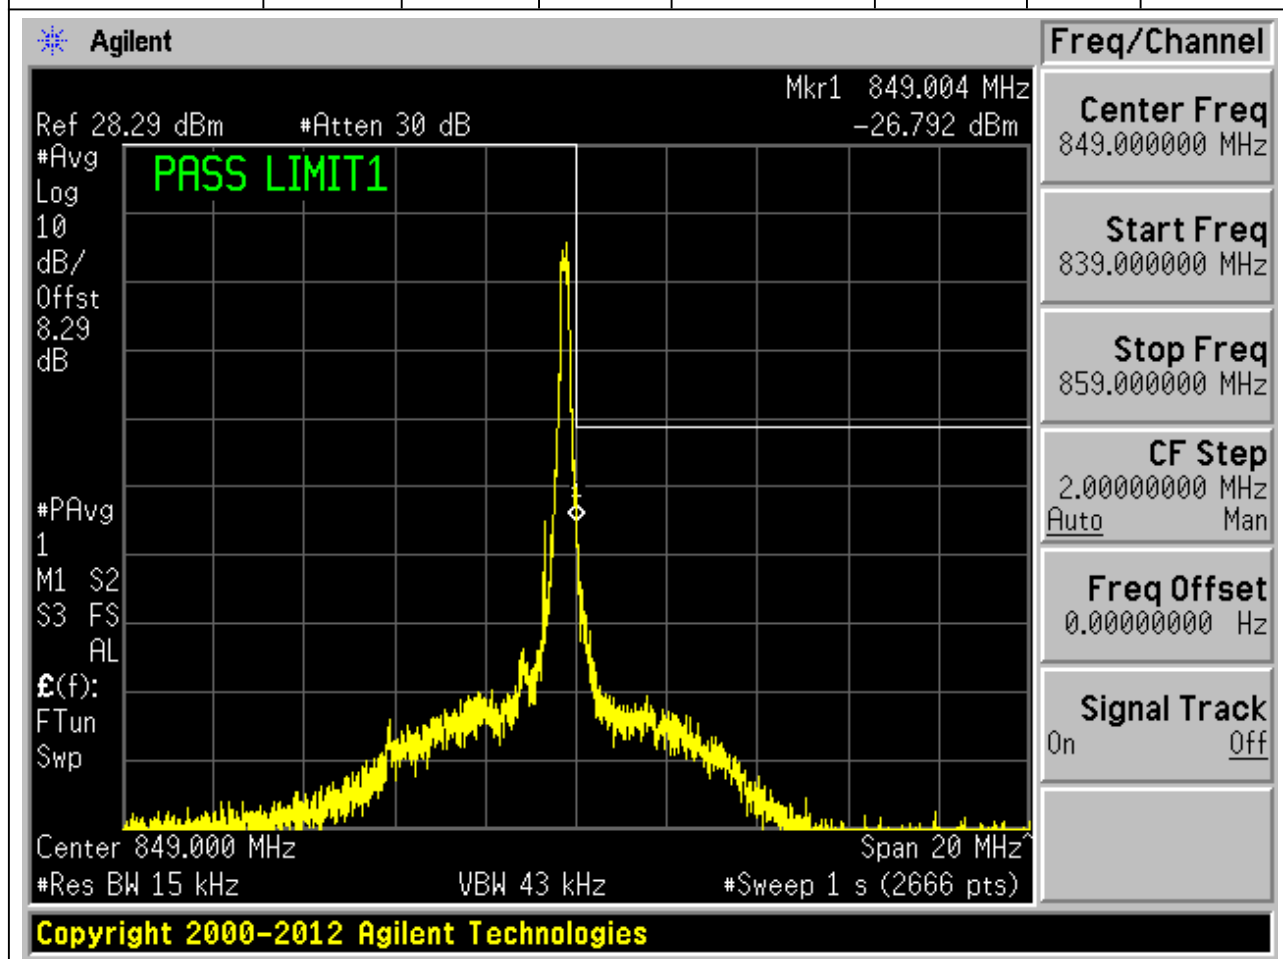 Agilent
Freq/Channel
Mkr1 849.004 MHz
Ref 28.29 dBm #Atten 30 dB -26.792 dBm
#Avg
Log
10
dB/
Offst
8.29
dB
PASS LIMIT1
1
#PAvg
1
M1 S2
S3 FS
AL
£(f):
FTun
Swp
Center 849.000 MHz Span 20 MHz^
#Res BW 15 kHz VBW 43 kHz #Sweep 1 s (2666 pts)
Copyright 2000-2012 Agilent Technologies
Center Freq
849.000000 MHz
Start Freq
839.000000 MHz
Stop Freq
859.000000 MHz
CF Step
2.00000000 MHz
Auto Man
Freq Offset
0.00000000 Hz
Signal Track
On Off